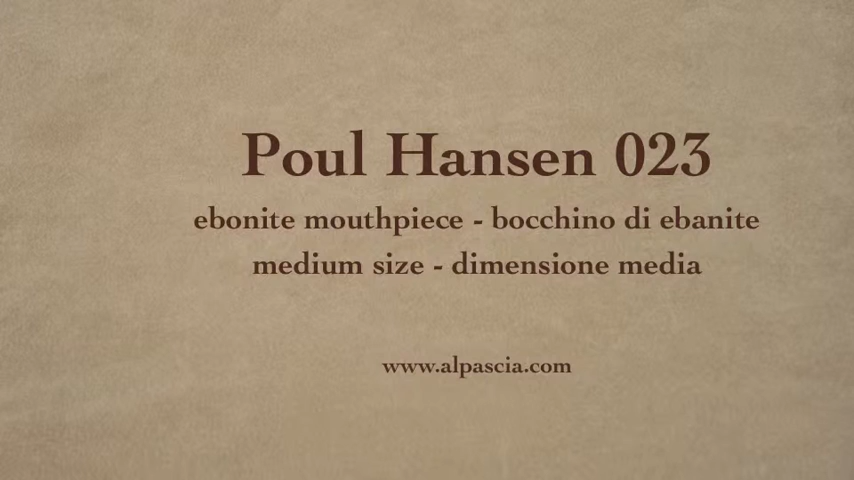 Poul Hansen 023
ebonite mouthpiece - bocchino di ebanite
medium size - dimensione media
www.alpascia.com